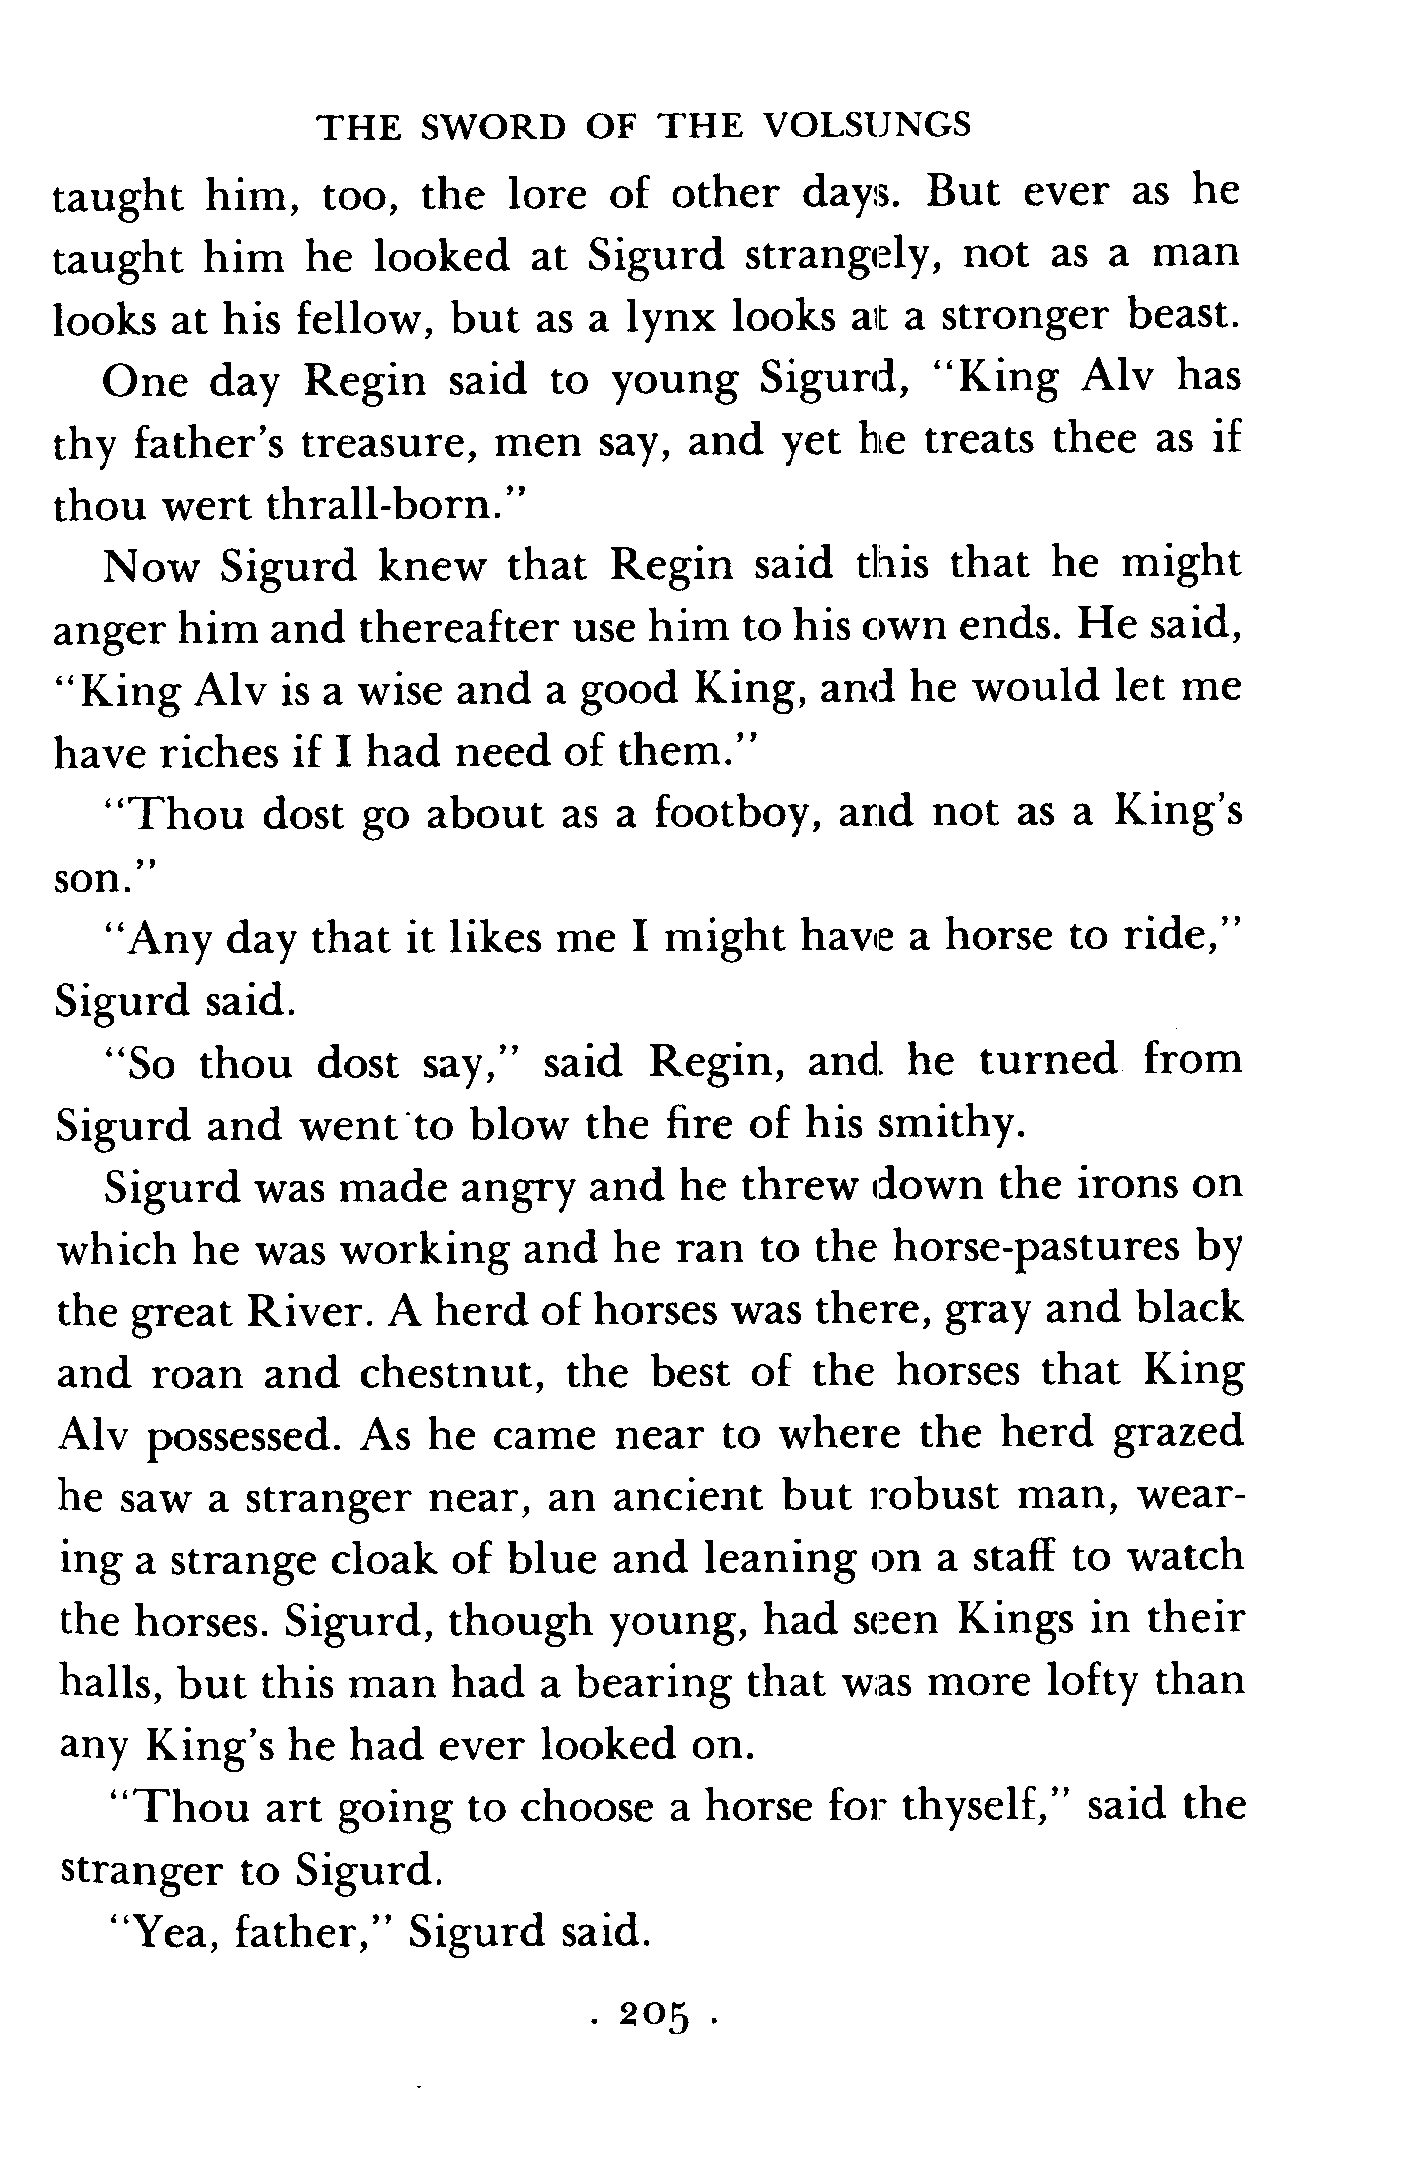 THE SWORD OF THE VOLSUNGS
taught him, too, the lore of other days. But ever as he
taught him he looked at Sigurd strangely, not as a man
looks at his fellow, but as a lynx looks at a stronger beast.
One day Regin said to young Sigurd, “King Alv has
thy father’s treasure, men say, and yet he treats thee as if
thou wert thrall-born.”
Now Sigurd knew that Regin said this that he might
anger him and thereafter use him to his own ends. He said,
“King Alv is a wise and a good King, and he would let me
have riches if I had need of them.”
“Thou dost go about as a footboy, and not as a King’s
son.”
“Any day that it likes me I might have a horse to ride,”
Sigurd said.
“So thou dost say,” said Regin, and he turned from
Sigurd and went to blow the fire of his smithy.
Sigurd was made angry and he threw down the irons on
which he was working and he ran to the horse-pastures by
the great River. A herd of horses was there, gray and black
and roan and chestnut, the best of the horses that King
Alv possessed. As he came near to where the herd grazed
he saw a stranger near, an ancient but robust man, wear-
ing a strange cloak of blue and leaning on a staff to watch
the horses. Sigurd, though young, had seen Kings in their
halls, but this man had a bearing that was more lofty than
any King’s he had ever looked on.
“Thou art going to choose a horse for thyself,” said the
stranger to Sigurd.
“Yea, father,” Sigurd said.
. 205 .